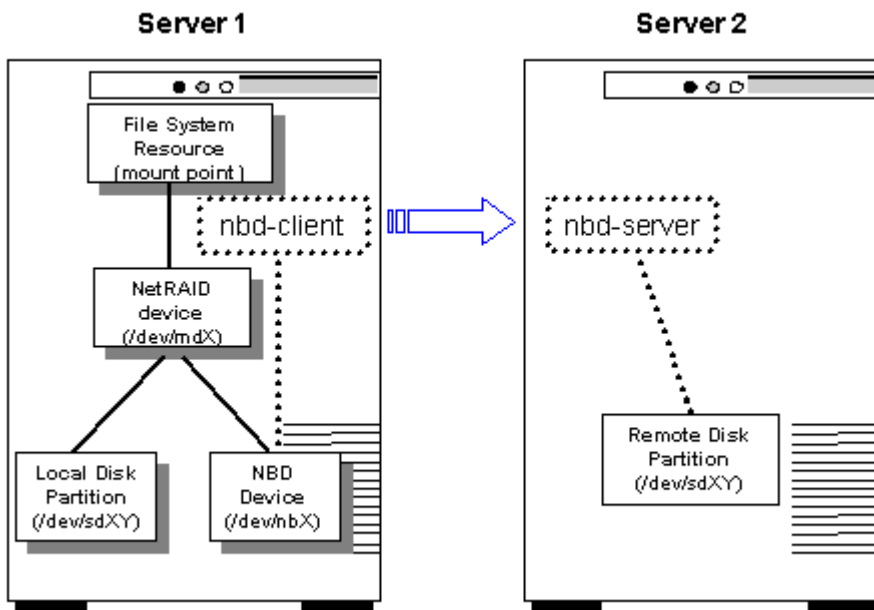 Server 1
Server 2
File System
Resource
(mount point)
nbd-client
nbd-server
NetRAID
device
(/dev/mdX)
Local Disk
Partition
(/dev/sdXY)
NBD
Device
(/dev/nbX)
Remote Disk
Partition
(/dev/sdXY)